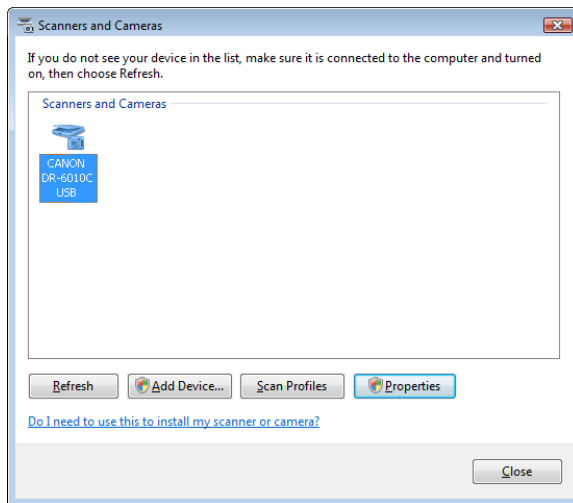 Scanners and Cameras
If you do not see your device in the list, make sure it is connected to the computer and turned
on, then choose Refresh.
Scanners and Cameras
CANON
DR-6010C
USB
Refresh
Add Device...
Scan Profiles
Properties
Do I need to use this to install my scanner or camera?
Close